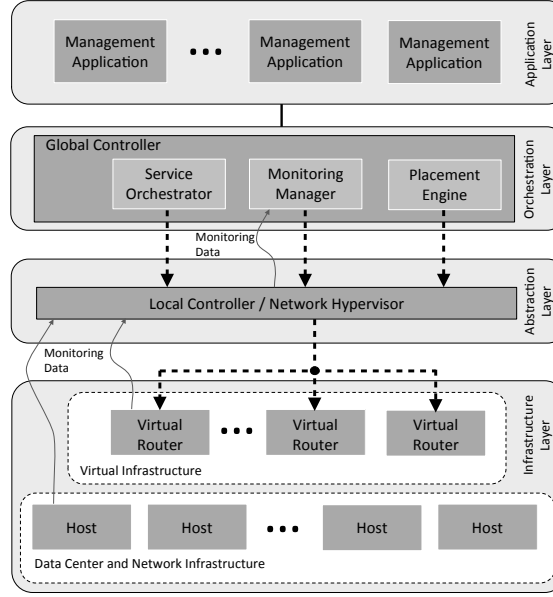 Management
Application
• • •
Management
Application
Management
Application
Application
Layer
Global Controller
Service
Orchestrator
Monitoring
Manager
Placement
Engine
Orchestration
Layer
Monitoring
Data
Local Controller / Network Hypervisor
Abstraction
Layer
Monitoring
Data
Virtual
Router
• • •
Virtual
Router
Virtual
Router
Virtual Infrastructure
Infrastructure
Layer
Host
Host
• • •
Host
Host
Data Center and Network Infrastructure